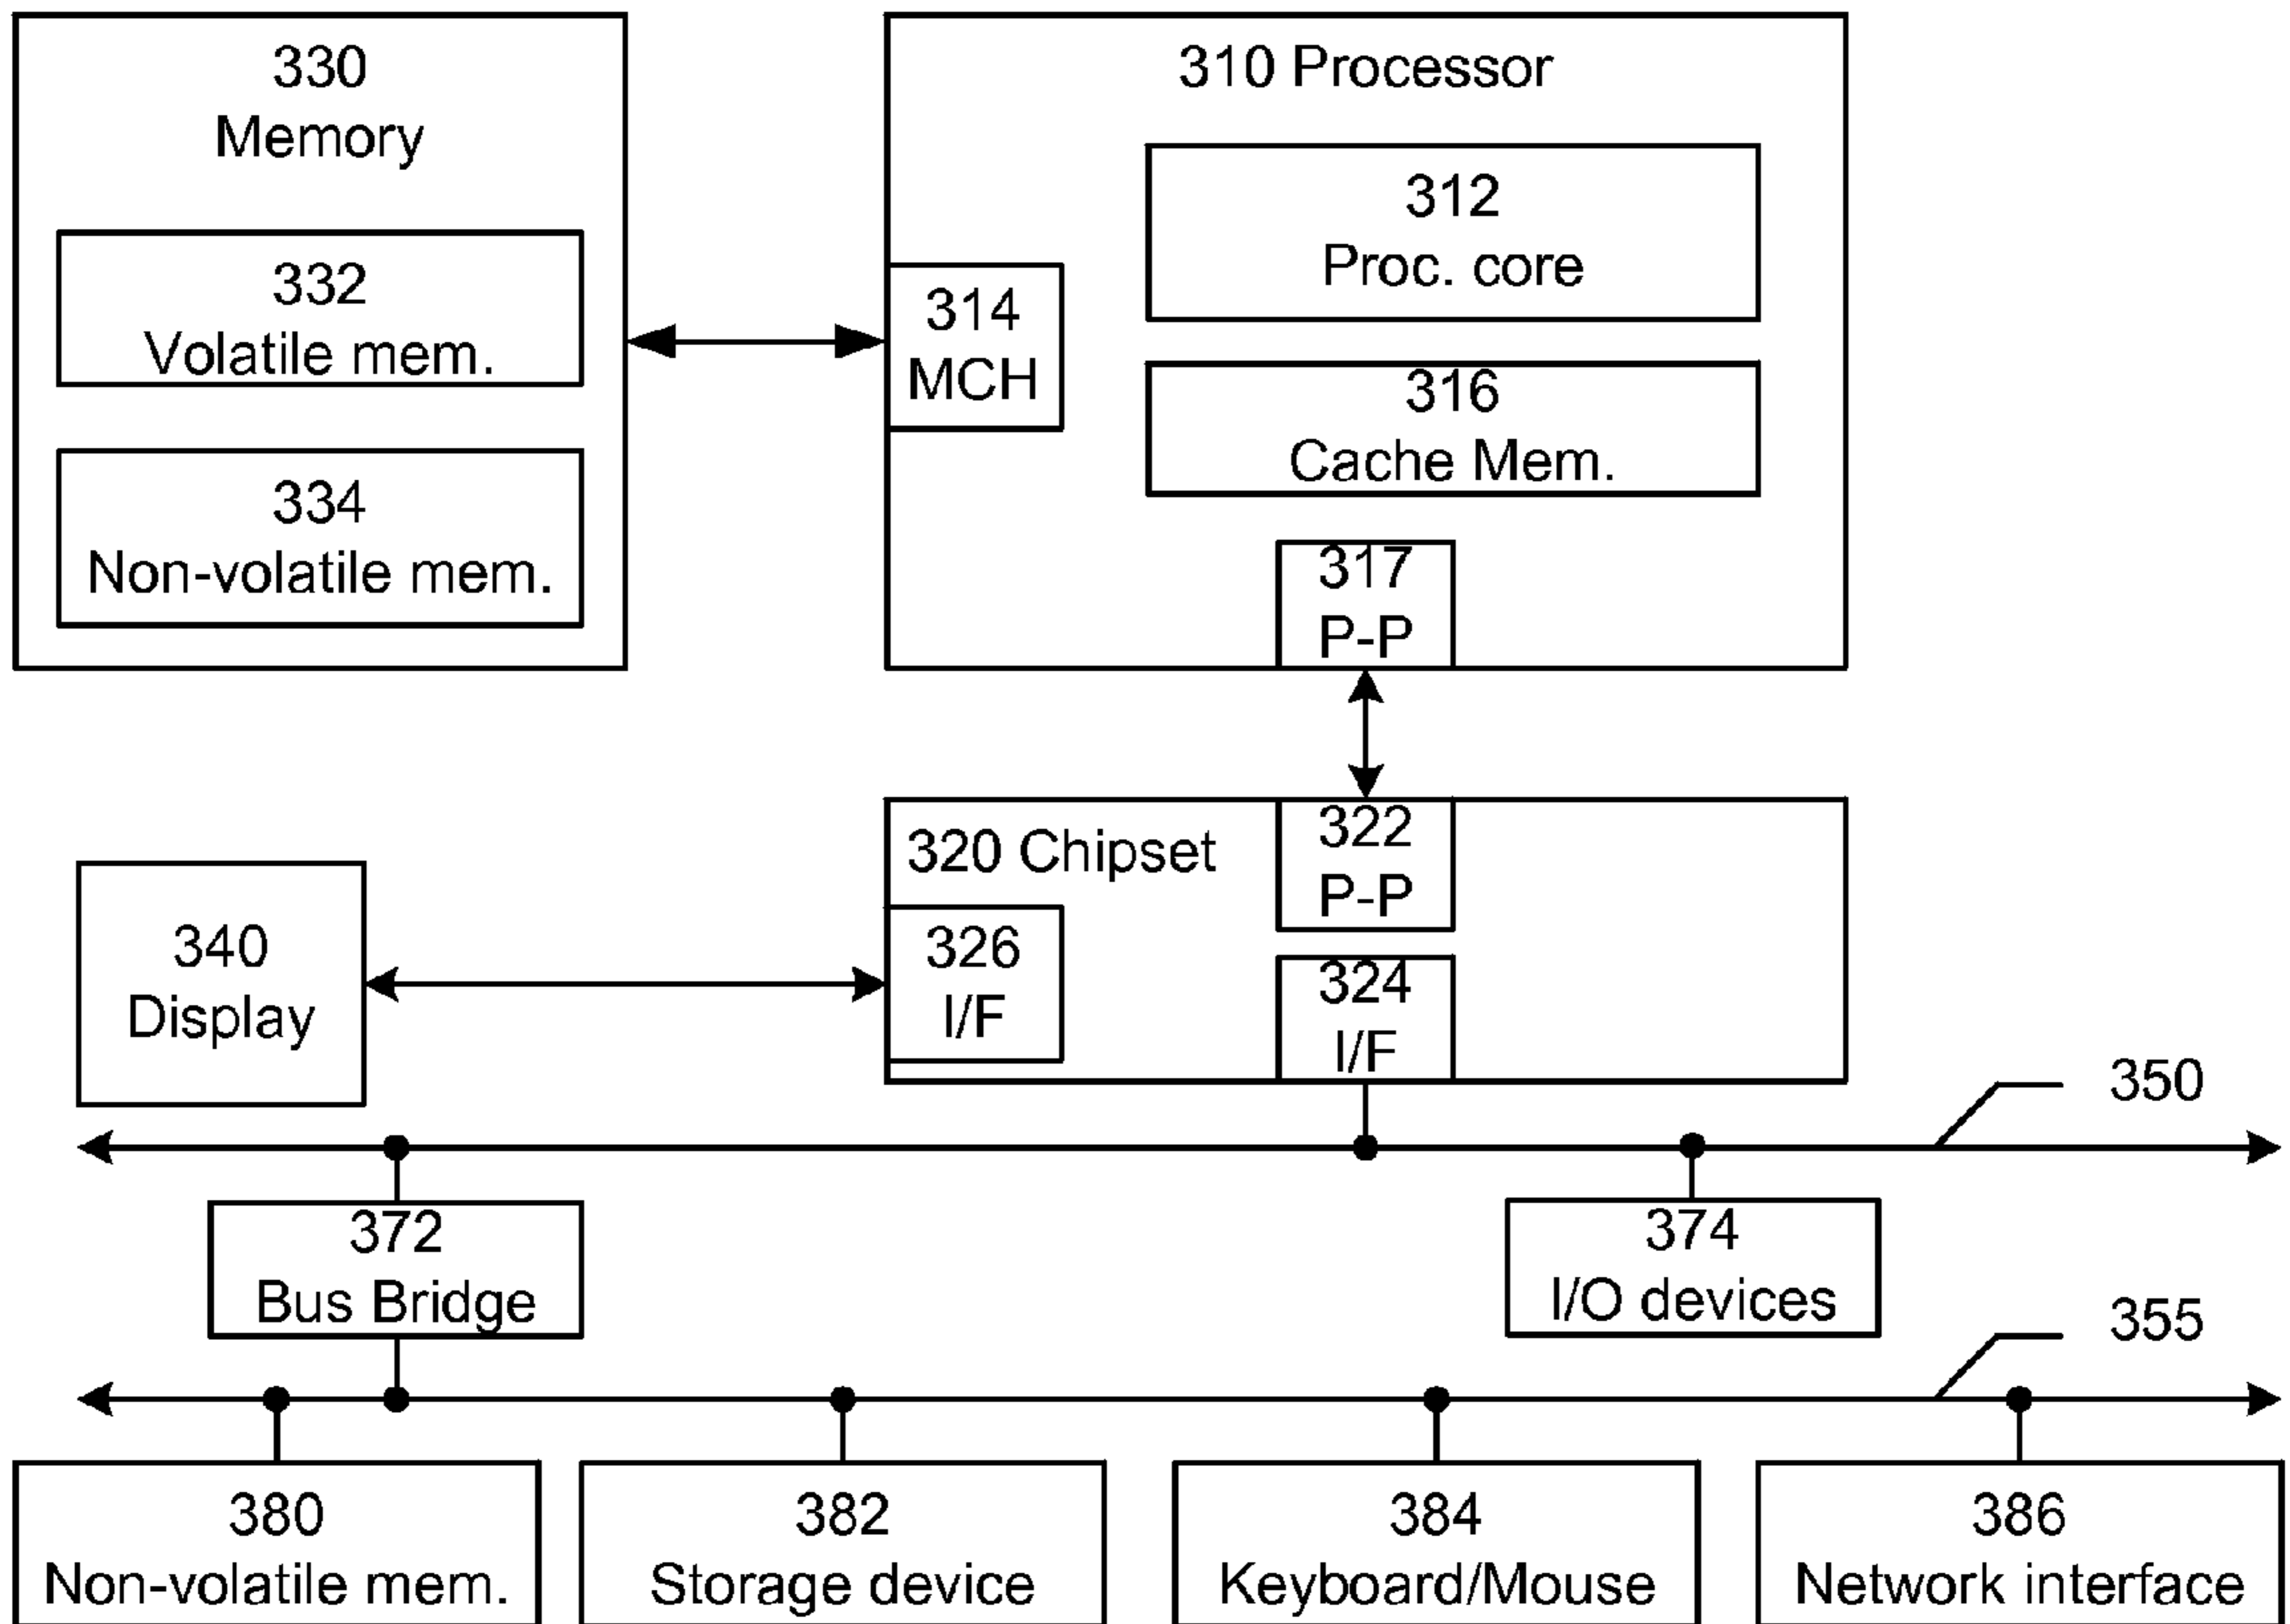 330
Memory
332
Volatile mem.
334
Non-volatile mem.
310 Processor
312
Proc. core
314
MCH
316
Cache Mem.
317
P-P
320 Chipset
322
P-P
326
I/F
324
I/F
340
Display
350
372
Bus Bridge
374
I/O devices
355
380
Non-volatile mem.
382
Storage device
384
Keyboard/Mouse
386
Network interface